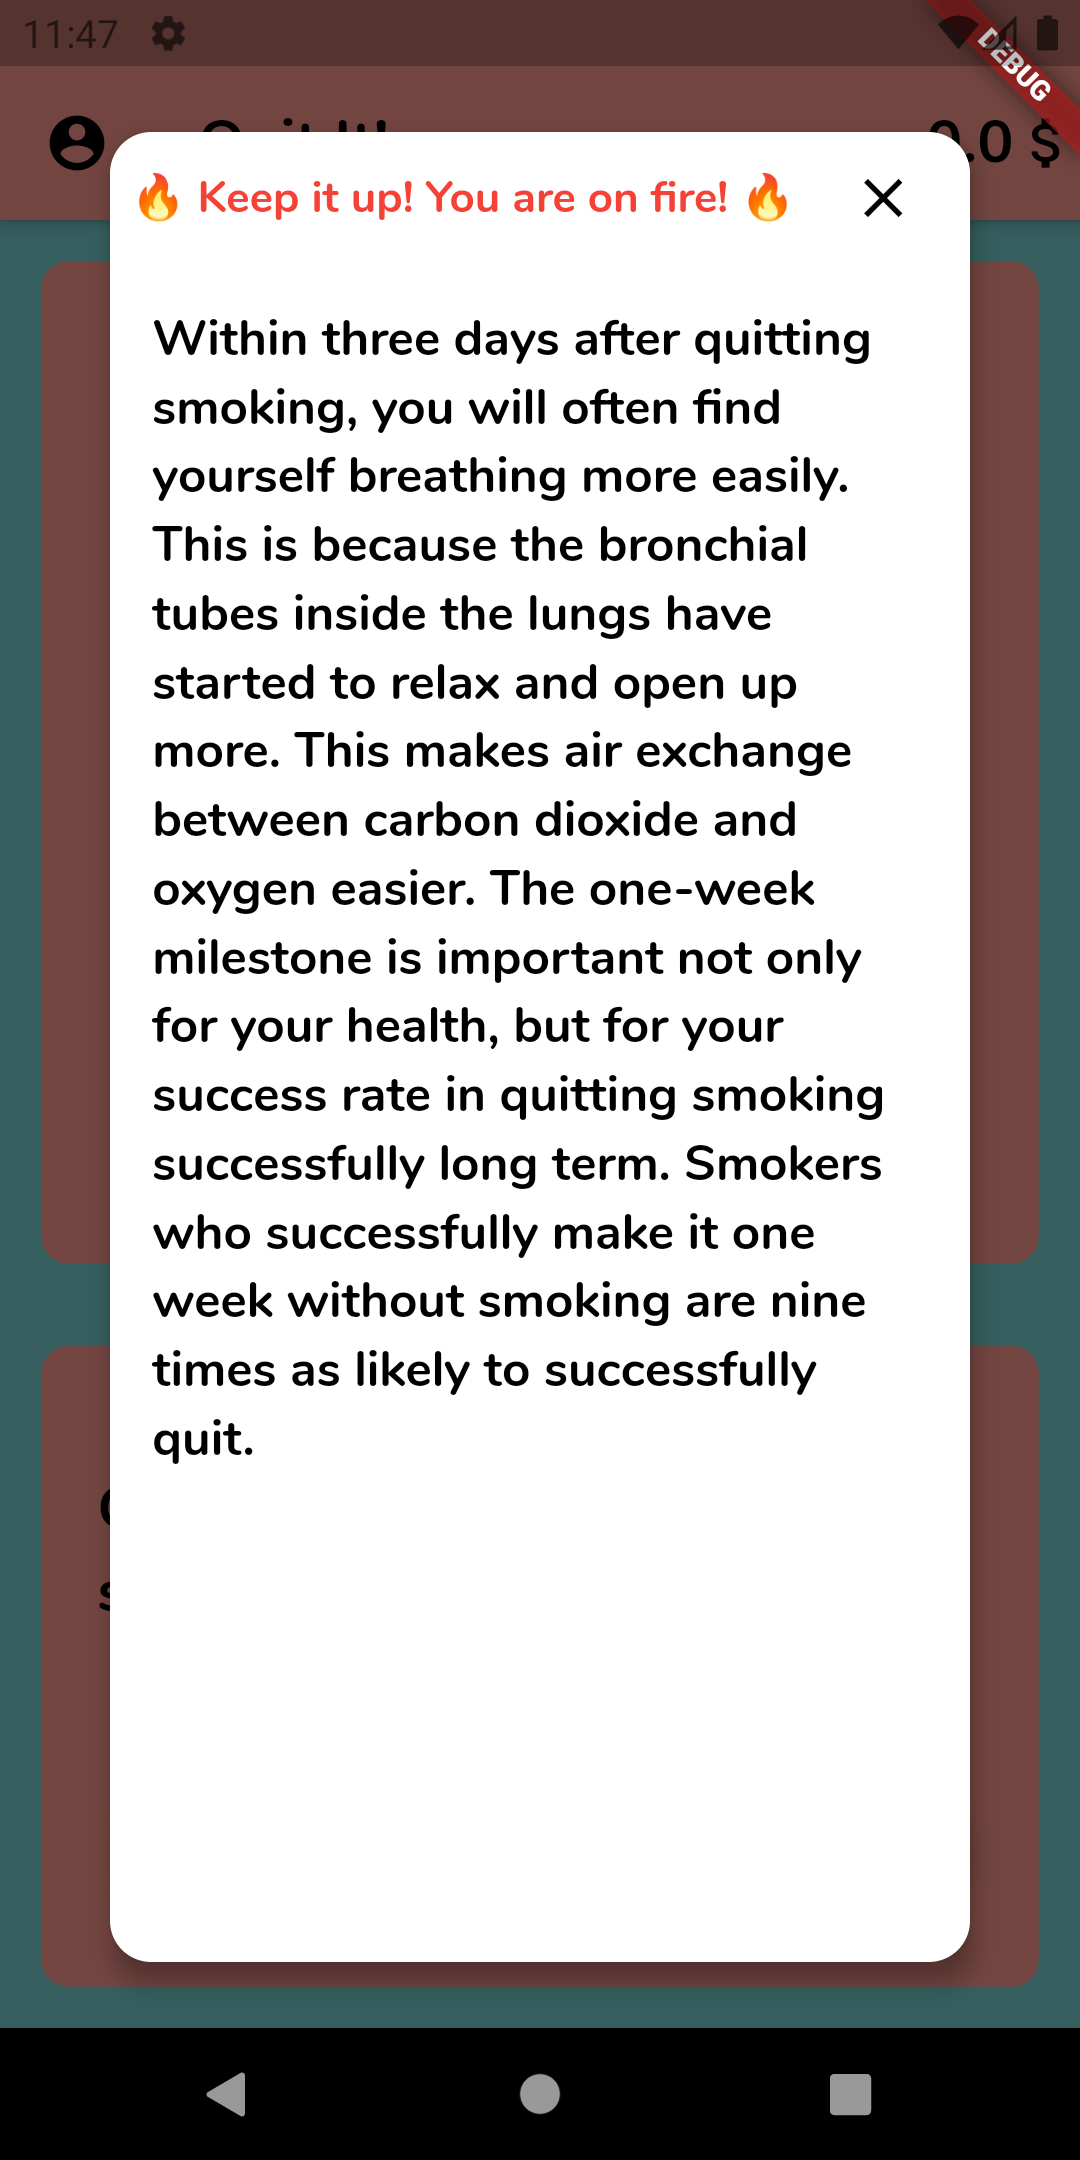 11:47
DEBUG
.0 $
🔥 Keep it up! You are on fire! 🔥
Within three days after quitting
smoking, you will often find
yourself breathing more easily.
This is because the bronchial
tubes inside the lungs have
started to relax and open up
more. This makes air exchange
between carbon dioxide and
oxygen easier. The one-week
milestone is important not only
for your health, but for your
success rate in quitting smoking
successfully long term. Smokers
who successfully make it one
week without smoking are nine
times as likely to successfully
quit.